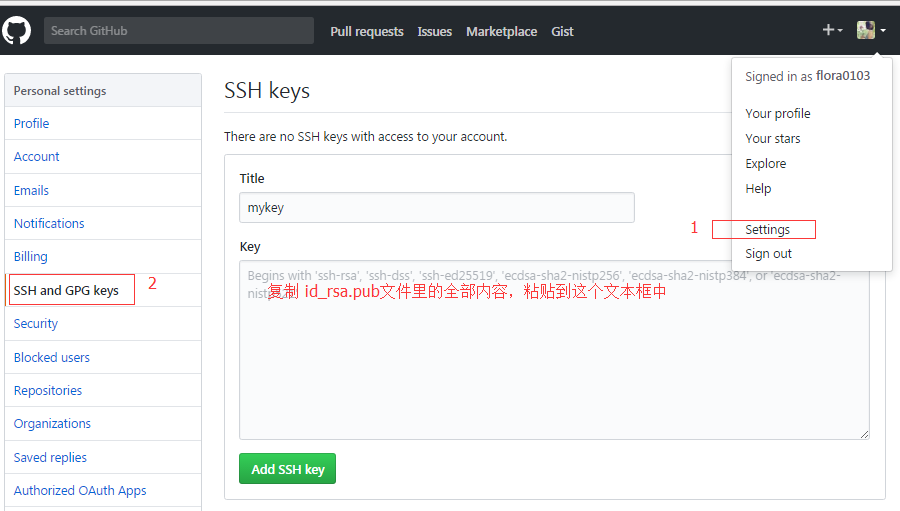 Search GitHub
Pull requests Issues Marketplace Gist
Signed in as flora0103
Your profile
Your stars
Explore
Help
1 Settings
Sign out
Personal settings
Profile
Account
Emails
Notifications
Billing
SSH and GPG keys 2
Security
Blocked users
Repositories
Organizations
Saved replies
Authorized OAuth Apps
SSH keys
There are no SSH keys with access to your account.
Title
mykey
Key
Begins with 'ssh-rsa', 'ssh-dss', 'ssh-ed25519', 'ecdsa-sha2-nistp256', 'ecdsa-sha2-nistp384', or 'ecdsa-sha2-
复制 id_rsa.pub文件里的全部内容，粘贴到这个文本框中
Add SSH key